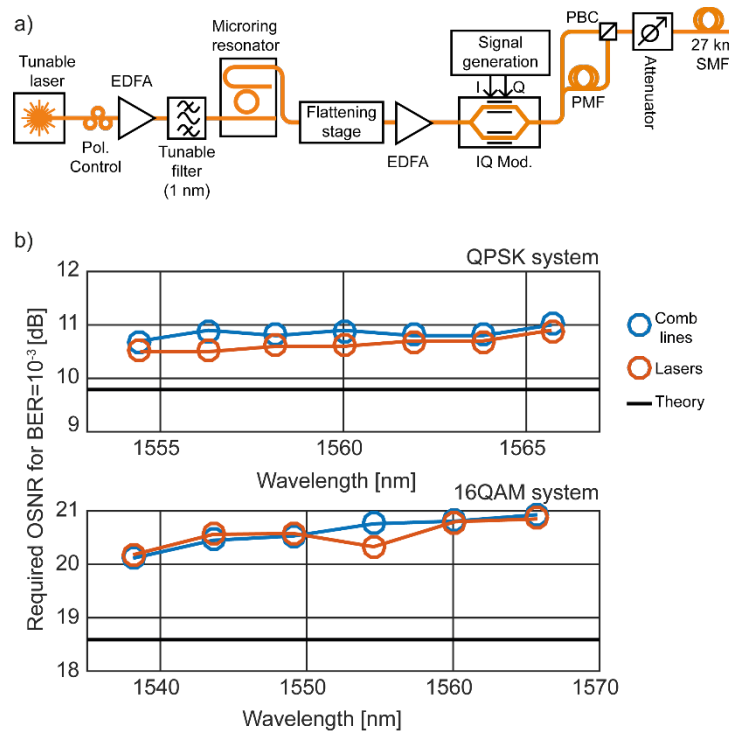 a)
Tunable
laser
Pol.
Control
EDFA
Tunable
filter
(1 nm)
Microring
resonator
Flattening
stage
EDFA
Signal
generation
I
Q
IQ Mod.
PMF
PBC
Attenuator
27 km
SMF
b)
Required OSNR for BER=10⁻³ [dB]
QPSK system
12
11
10
9
1555
1560
1565
Wavelength [nm]
Comb
lines
Lasers
Theory
16QAM system
21
20
19
18
1540
1550
1560
1570
Wavelength [nm]